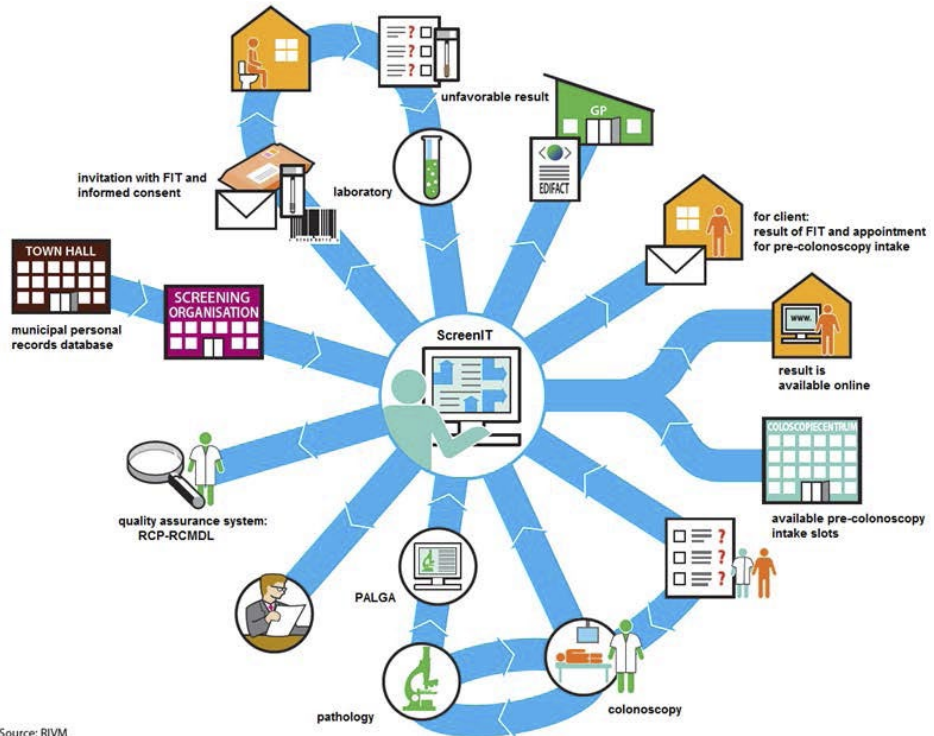 unfavorable result
GP
EDIFACT
invitation with FIT and
informed consent
laboratory
for client:
result of FIT and appointment
for pre-colonoscopy intake
TOWN HALL
SCREENING
ORGANISATION
municipal personal
records database
ScreenIT
www.
result is
available online
COLOSCOPIECENTRUM
available pre-colonoscopy
intake slots
quality assurance system:
RCP-RCMDL
PALGA
pathology
colonoscopy
? 
? 
? 
? 
? 
? 
Source: RIVM